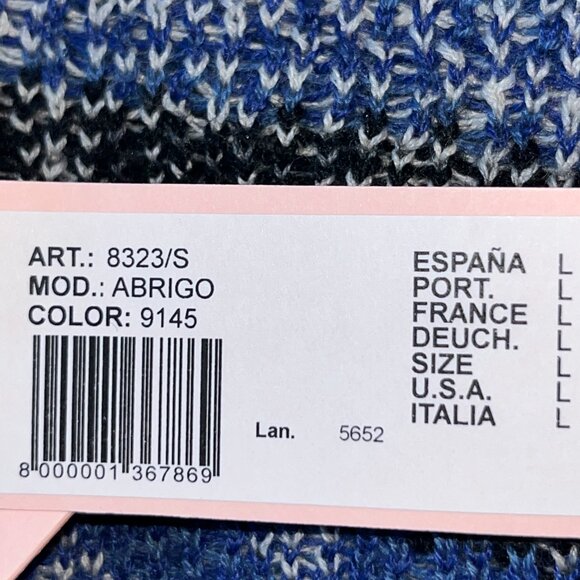 ART.: 8323/S
MOD.: ABRIGO
COLOR: 9145
8 000001 367869
Lan. 5652
ESPAÑA L
PORT. L
FRANCE L
DEUCH. L
SIZE L
U.S.A. L
ITALIA L